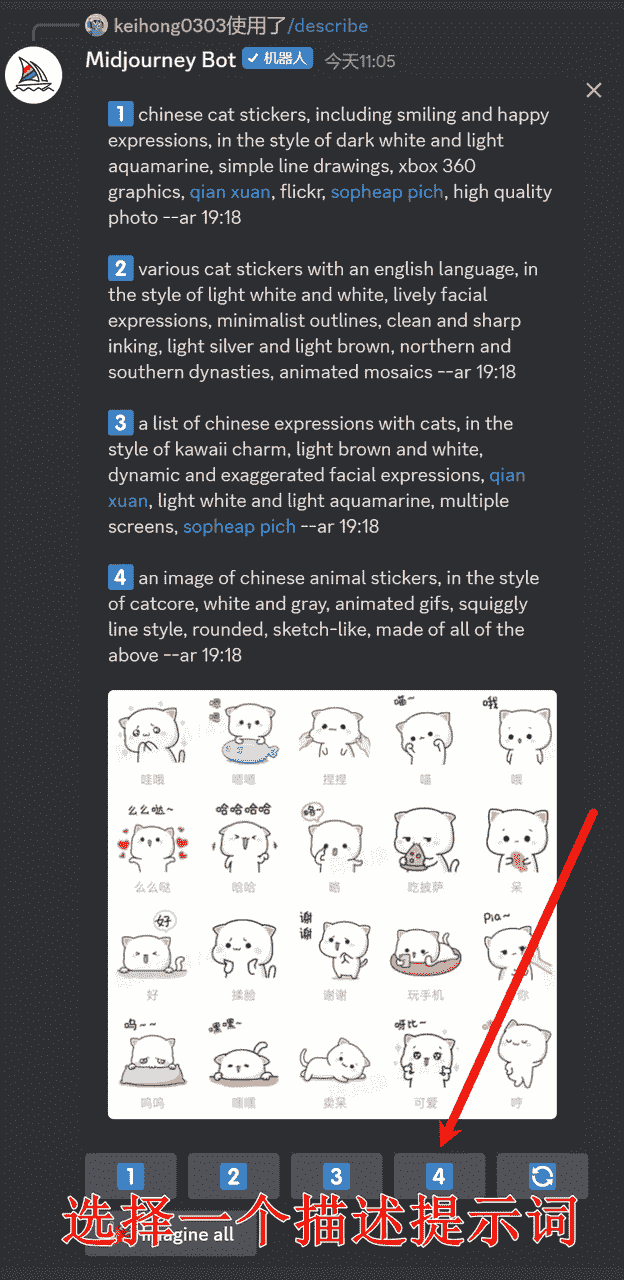 keihong0303使用了/describe
Midjourney Bot ✓ 机器人 今天11:05
1 chinese cat stickers, including smiling and happy
expressions, in the style of dark white and light
aquamarine, simple line drawings, xbox 360
graphics, qian xuan, flickr, sopheap pich, high quality
photo --ar 19:18
2 various cat stickers with an english language, in
the style of light white and white, lively facial
expressions, minimalist outlines, clean and sharp
inking, light silver and light brown, northern and
southern dynasties, animated mosaics --ar 19:18
3 a list of chinese expressions with cats, in the
style of kawaii charm, light brown and white,
dynamic and exaggerated facial expressions, qian
xuan, light white and light aquamarine, multiple
screens, sopheap pich --ar 19:18
4 an image of chinese animal stickers, in the style
of catcore, white and gray, animated gifs, squiggly
line style, rounded, sketch-like, made of all of the
above --ar 19:18
嗯嗯 喵~ 哦
哇哦 嗯嗯 捏捏 喵 哦
么么哒~ 哈哈哈哈 咯~
么么哒 哈哈 咯 吃披萨 呆
好 谢谢 Pia~
好 揉脸 谢谢 玩手机 你
呜~~ 嘿嘿~ 呀比~
呜呜 嘿嘿 卖呆 可爱 哼
1 2 3 4
选择一个描述提示词
Imagine all